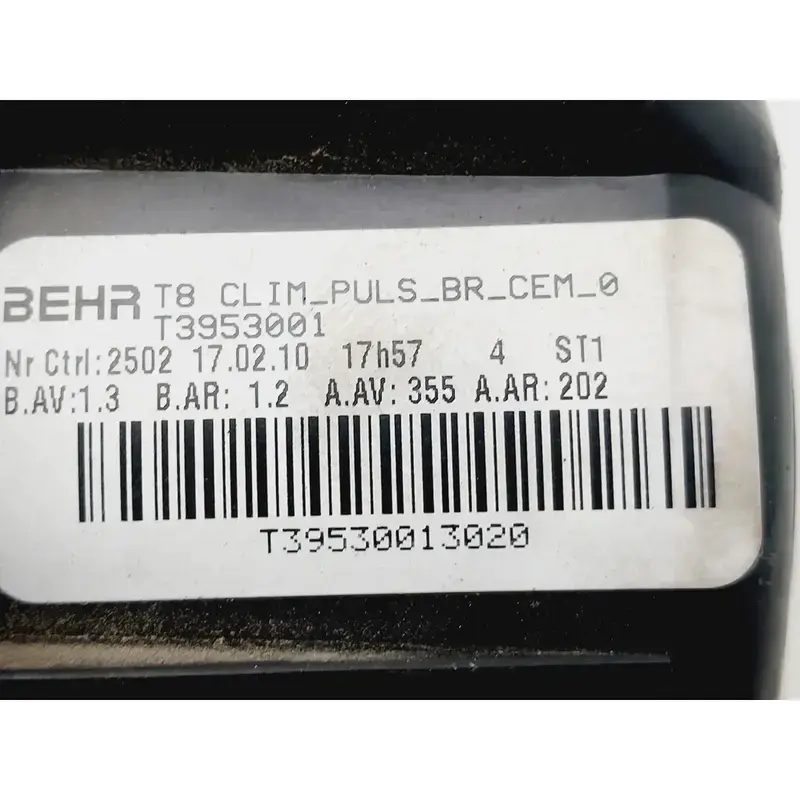 BEHR T8 CLIM_PULS_BR_CEM_0
T3953001
Nr Ctrl:2502 17.02.10 17h57 4 ST1
B.AV:1.3 B.AR: 1.2 A.AV: 355 A.AR: 202
T39530013020